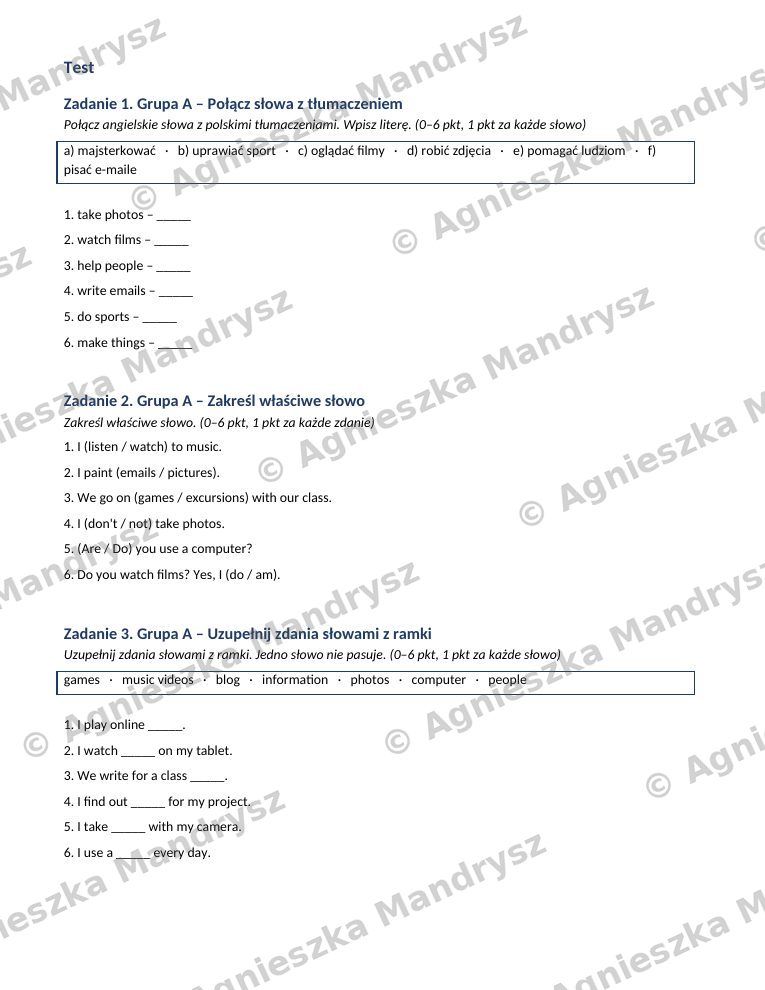 Test
Zadanie 1. Grupa A – Połącz słowa z tłumaczeniem
Połącz angielskie słowa z polskimi tłumaczeniami. Wpisz literę. (0–6 pkt, 1 pkt za każde słowo)
a) majsterkować · b) uprawiać sport · c) oglądać filmy · d) robić zdjęcia · e) pomagać ludziom · f)
pisać e-maile
1. take photos – _____
2. watch films – _____
3. help people – _____
4. write emails – _____
5. do sports – _____
6. make things – _____
Zadanie 2. Grupa A – Zakreśl właściwe słowo
Zakreśl właściwe słowo. (0–6 pkt, 1 pkt za każde zdanie)
1. I (listen / watch) to music.
2. I paint (emails / pictures).
3. We go on (games / excursions) with our class.
4. I (don't / not) take photos.
5. (Are / Do) you use a computer?
6. Do you watch films? Yes, I (do / am).
Zadanie 3. Grupa A – Uzupełnij zdania słowami z ramki
Uzupełnij zdania słowami z ramki. Jedno słowo nie pasuje. (0–6 pkt, 1 pkt za każde słowo)
games · music videos · blog · information · photos · computer · people
1. I play online _____.
2. I watch _____ on my tablet.
3. We write for a class _____.
4. I find out _____ for my project.
5. I take _____ with my camera.
6. I use a _____ every day.
© Agnieszka Mandrysz